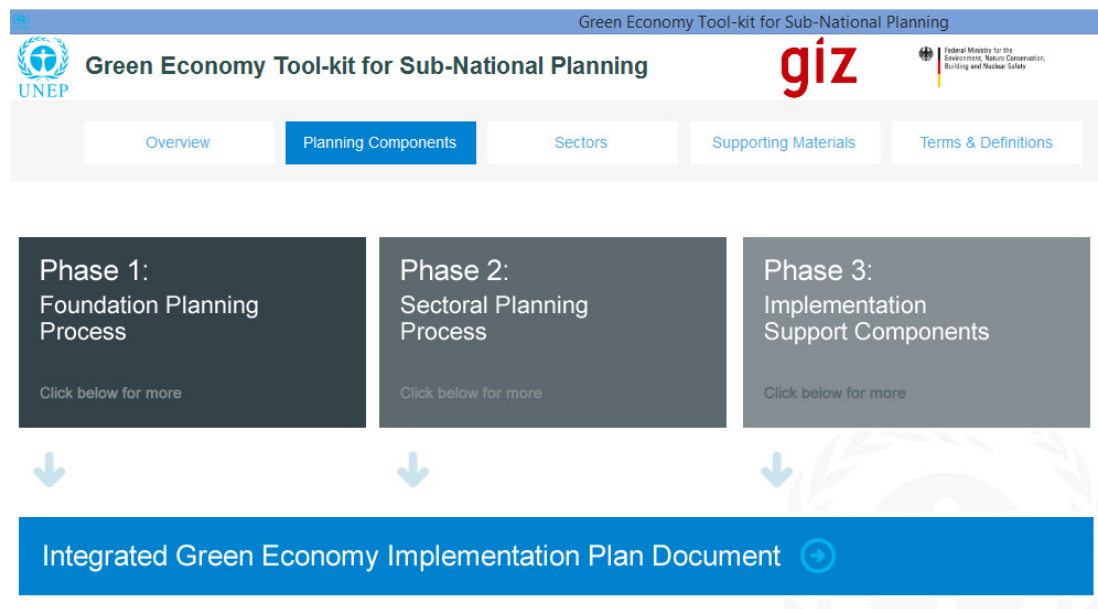 Green Economy Tool-kit for Sub-National Planning
UNEP
Green Economy Tool-kit for Sub-National Planning
giz
Federal Ministry for the
Environment, Nature Conservation,
Building and Nuclear Safety
Overview
Planning Components
Sectors
Supporting Materials
Terms & Definitions
Phase 1:
Foundation Planning
Process
Click below for more
Phase 2:
Sectoral Planning
Process
Click below for more
Phase 3:
Implementation
Support Components
Click below for more
Integrated Green Economy Implementation Plan Document